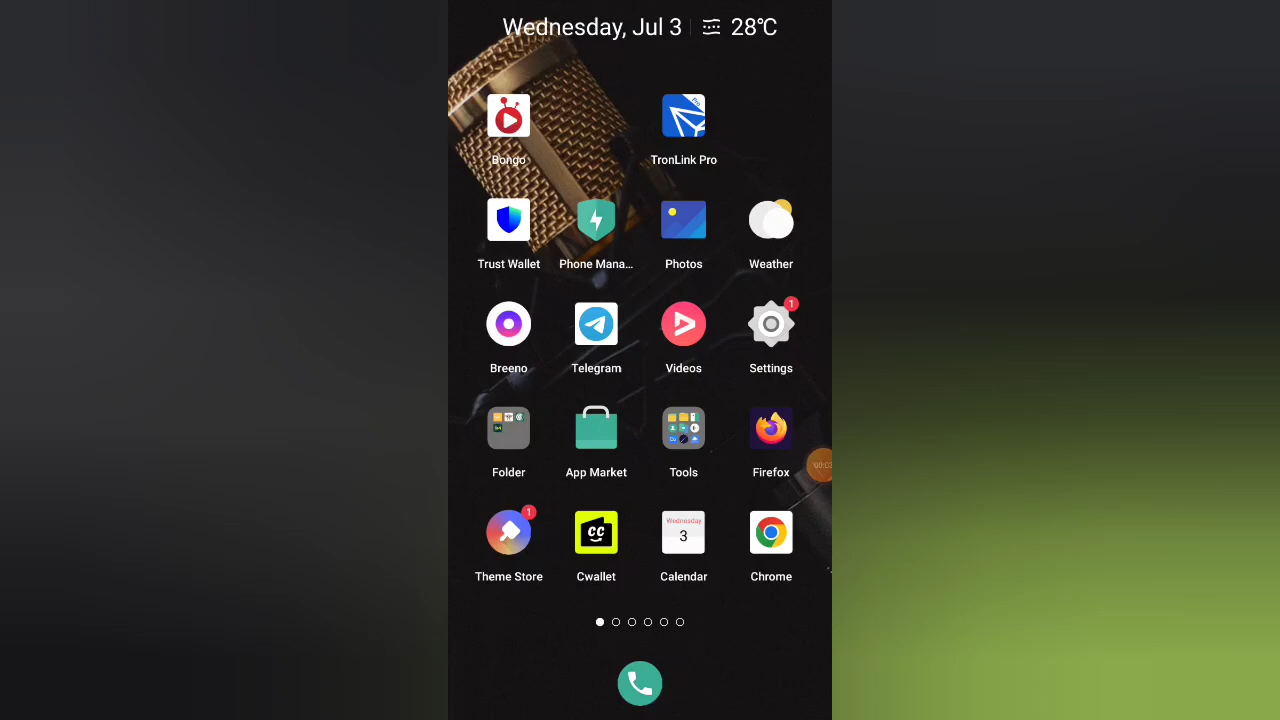 Wednesday, Jul 3 28℃
Bongo TronLink Pro
Trust Wallet Phone Mana... Photos Weather
1
Breeno Telegram Videos Settings
Folder App Market Tools Firefox
1 CC Wednesday
3
Theme Store Cwallet Calendar Chrome